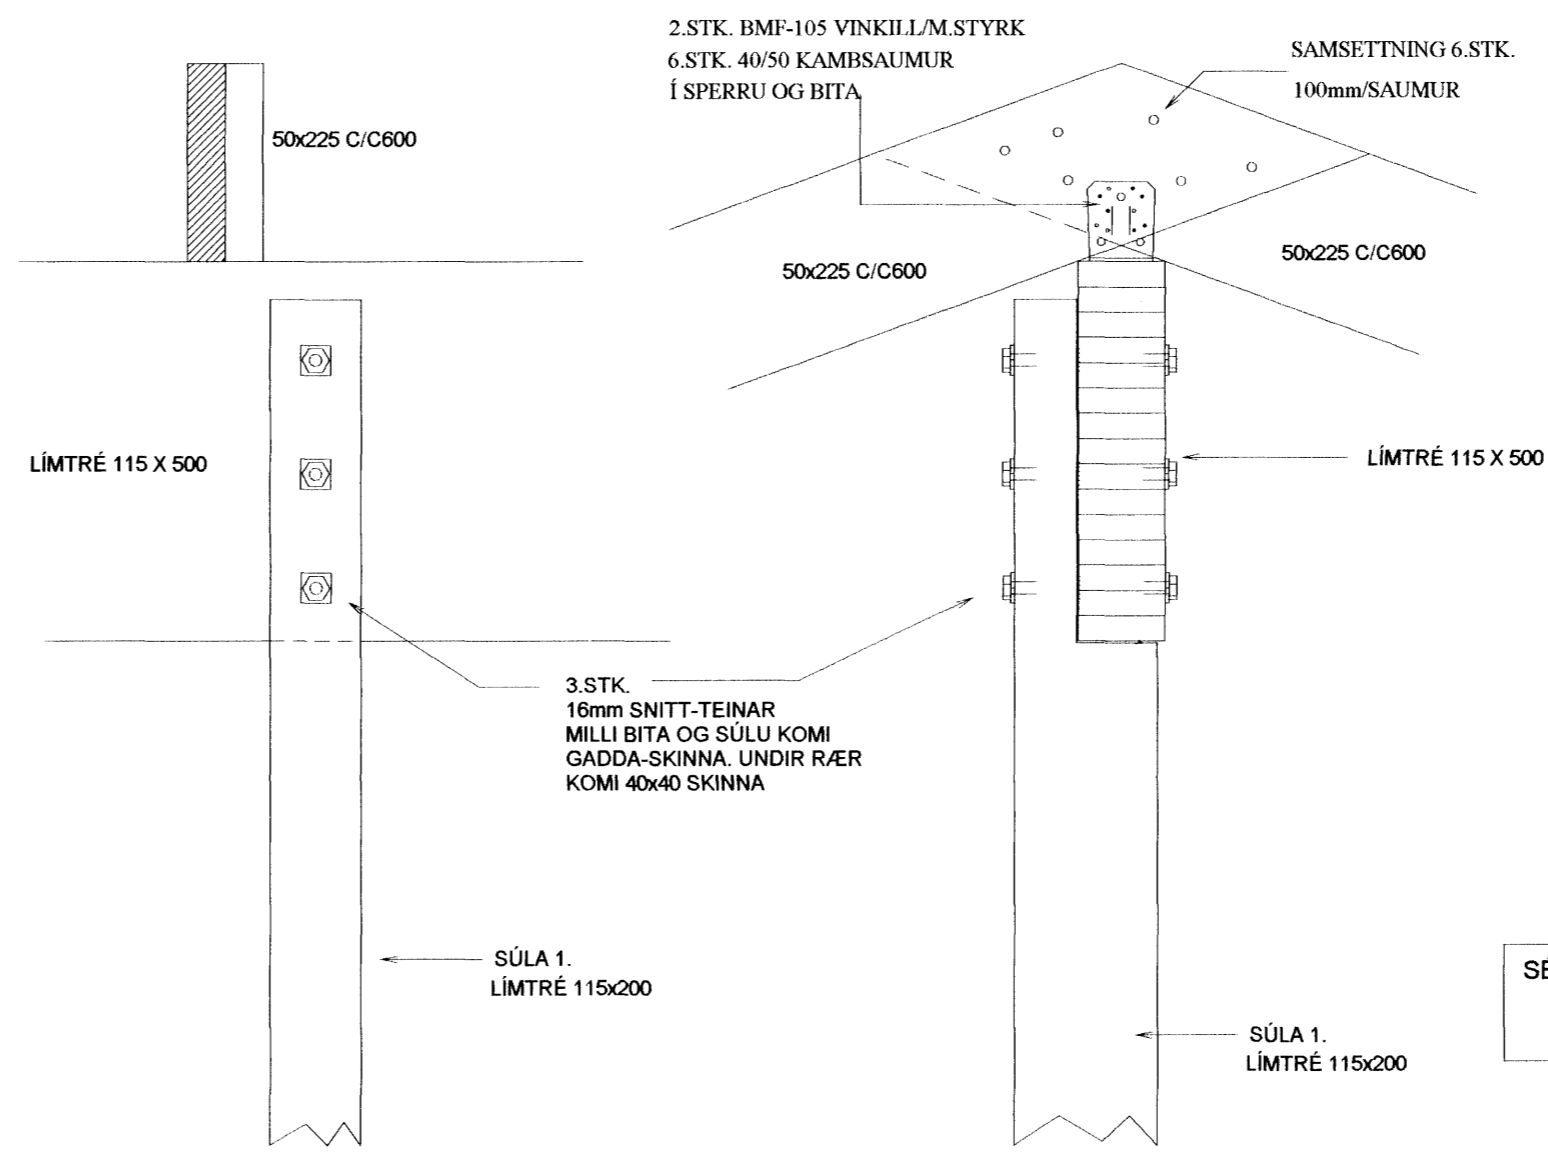 2.STK. BMF-105 VINKILL/M.STYRK
6.STK. 40/50 KAMBSAUMUR
Í SPERRU OG BITA
SAMSETTNING 6.STK.
100mm/SAUMUR
50x225 C/C600
50x225 C/C600
50x225 C/C600
LÍMTRÉ 115 X 500
LÍMTRÉ 115 X 500
3.STK.
16mm SNITT-TEINAR
MILLI BITA OG SÚLU KOMI
GADDA-SKINNA. UNDIR RÆR
KOMI 40x40 SKINNA
SÚLA 1.
LÍMTRÉ 115x200
SÚLA 1.
LÍMTRÉ 115x200